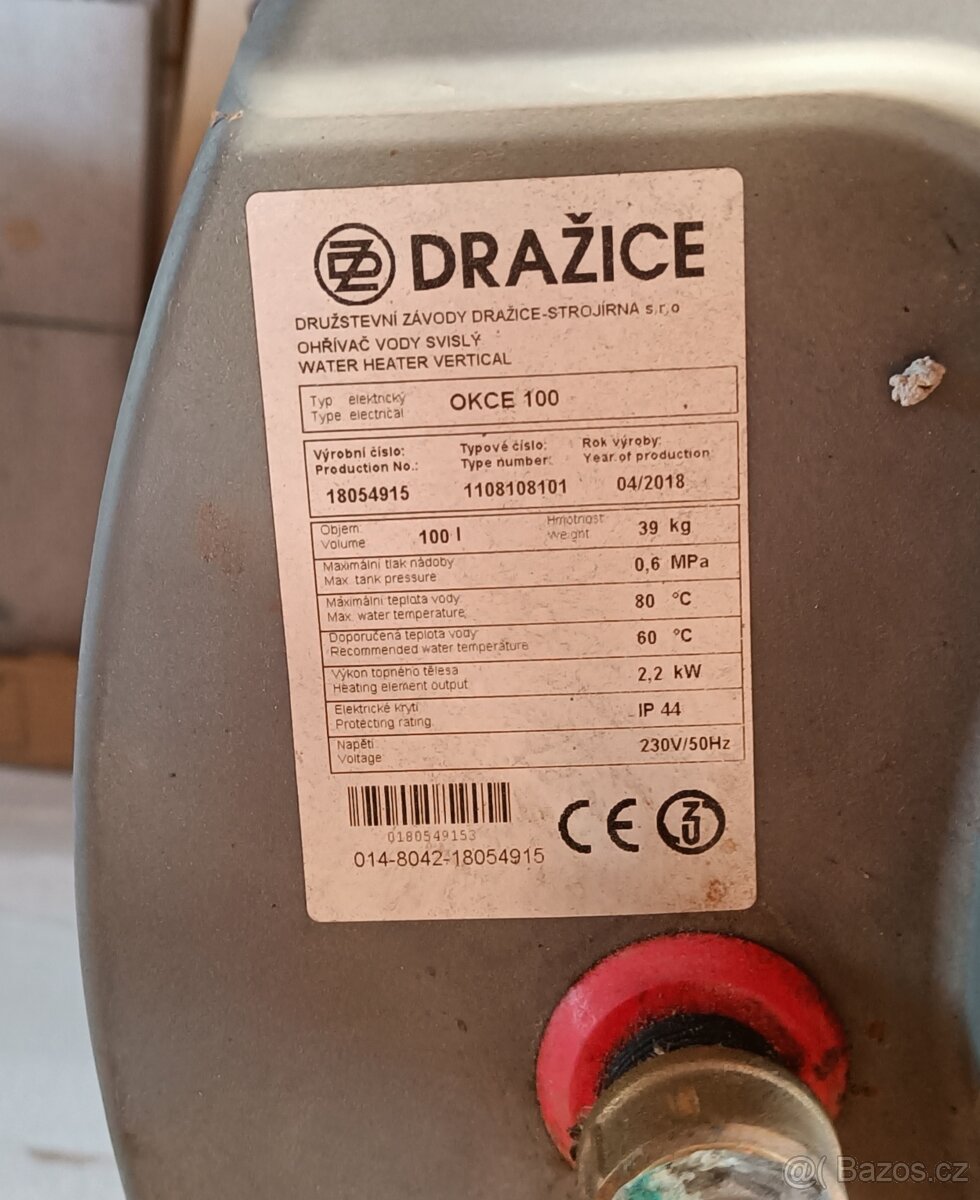 DRAŽICE
DRUŽSTEVNÍ ZÁVODY DRAŽICE-STROJÍRNA s.r.o
OHŘÍVAČ VODY SVISLÝ
WATER HEATER VERTICAL
Typ elektrický OKCE 100
Type electrical
Výrobní číslo: Typové číslo: Rok výroby:
Production No.: Type number: Year of production
18054915 1108108101 04/2018
Objem 100 l Hmotnost 39 kg
Volume Weight
Maximální tlak nádoby 0,6 MPa
Max. tank pressure
Maximální teplota vody 80 °C
Max. water temperature
Doporučená teplota vody 60 °C
Recommended water temperature
Výkon topného tělesa 2,2 kW
Heating element output
Elektrické krytí IP 44
Protecting rating
Napětí 230V/50Hz
Voltage
0180549153
014-8042-18054915
CE
@( Bazos.cz